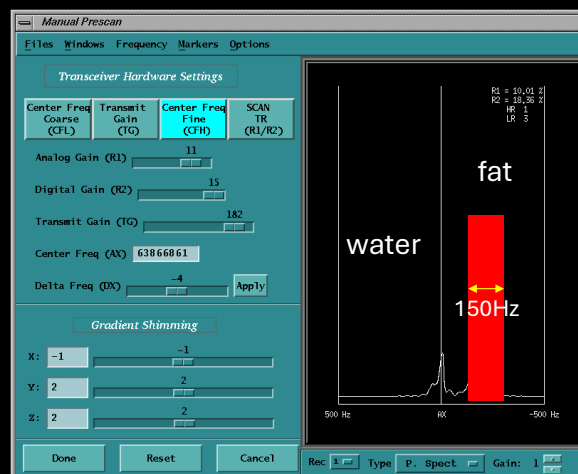 Manual Prescan
Files Windows Frequency Markers Options
Transceiver Hardware Settings
Center Freq
Coarse
(CFL)
Transmit
Gain
(TG)
Center Freq
Fine
(CFH)
SCAN
TR
(R1/R2)
11
Analog Gain (R1)
15
Digital Gain (R2)
182
Transmit Gain (TG)
Center Freq (AX) 63866861
-4
Delta Freq (DX) Apply
Gradient Shimming
-1
X: -1
2
Y: 2
2
Z: 2
Done Reset Cancel
R1 = 10.01 %
R2 = 18.36 %
HR 1
LR 3
fat
water
150Hz
500 Hz AX -500 Hz
Rec 1 Type P. Spect Gain: 1